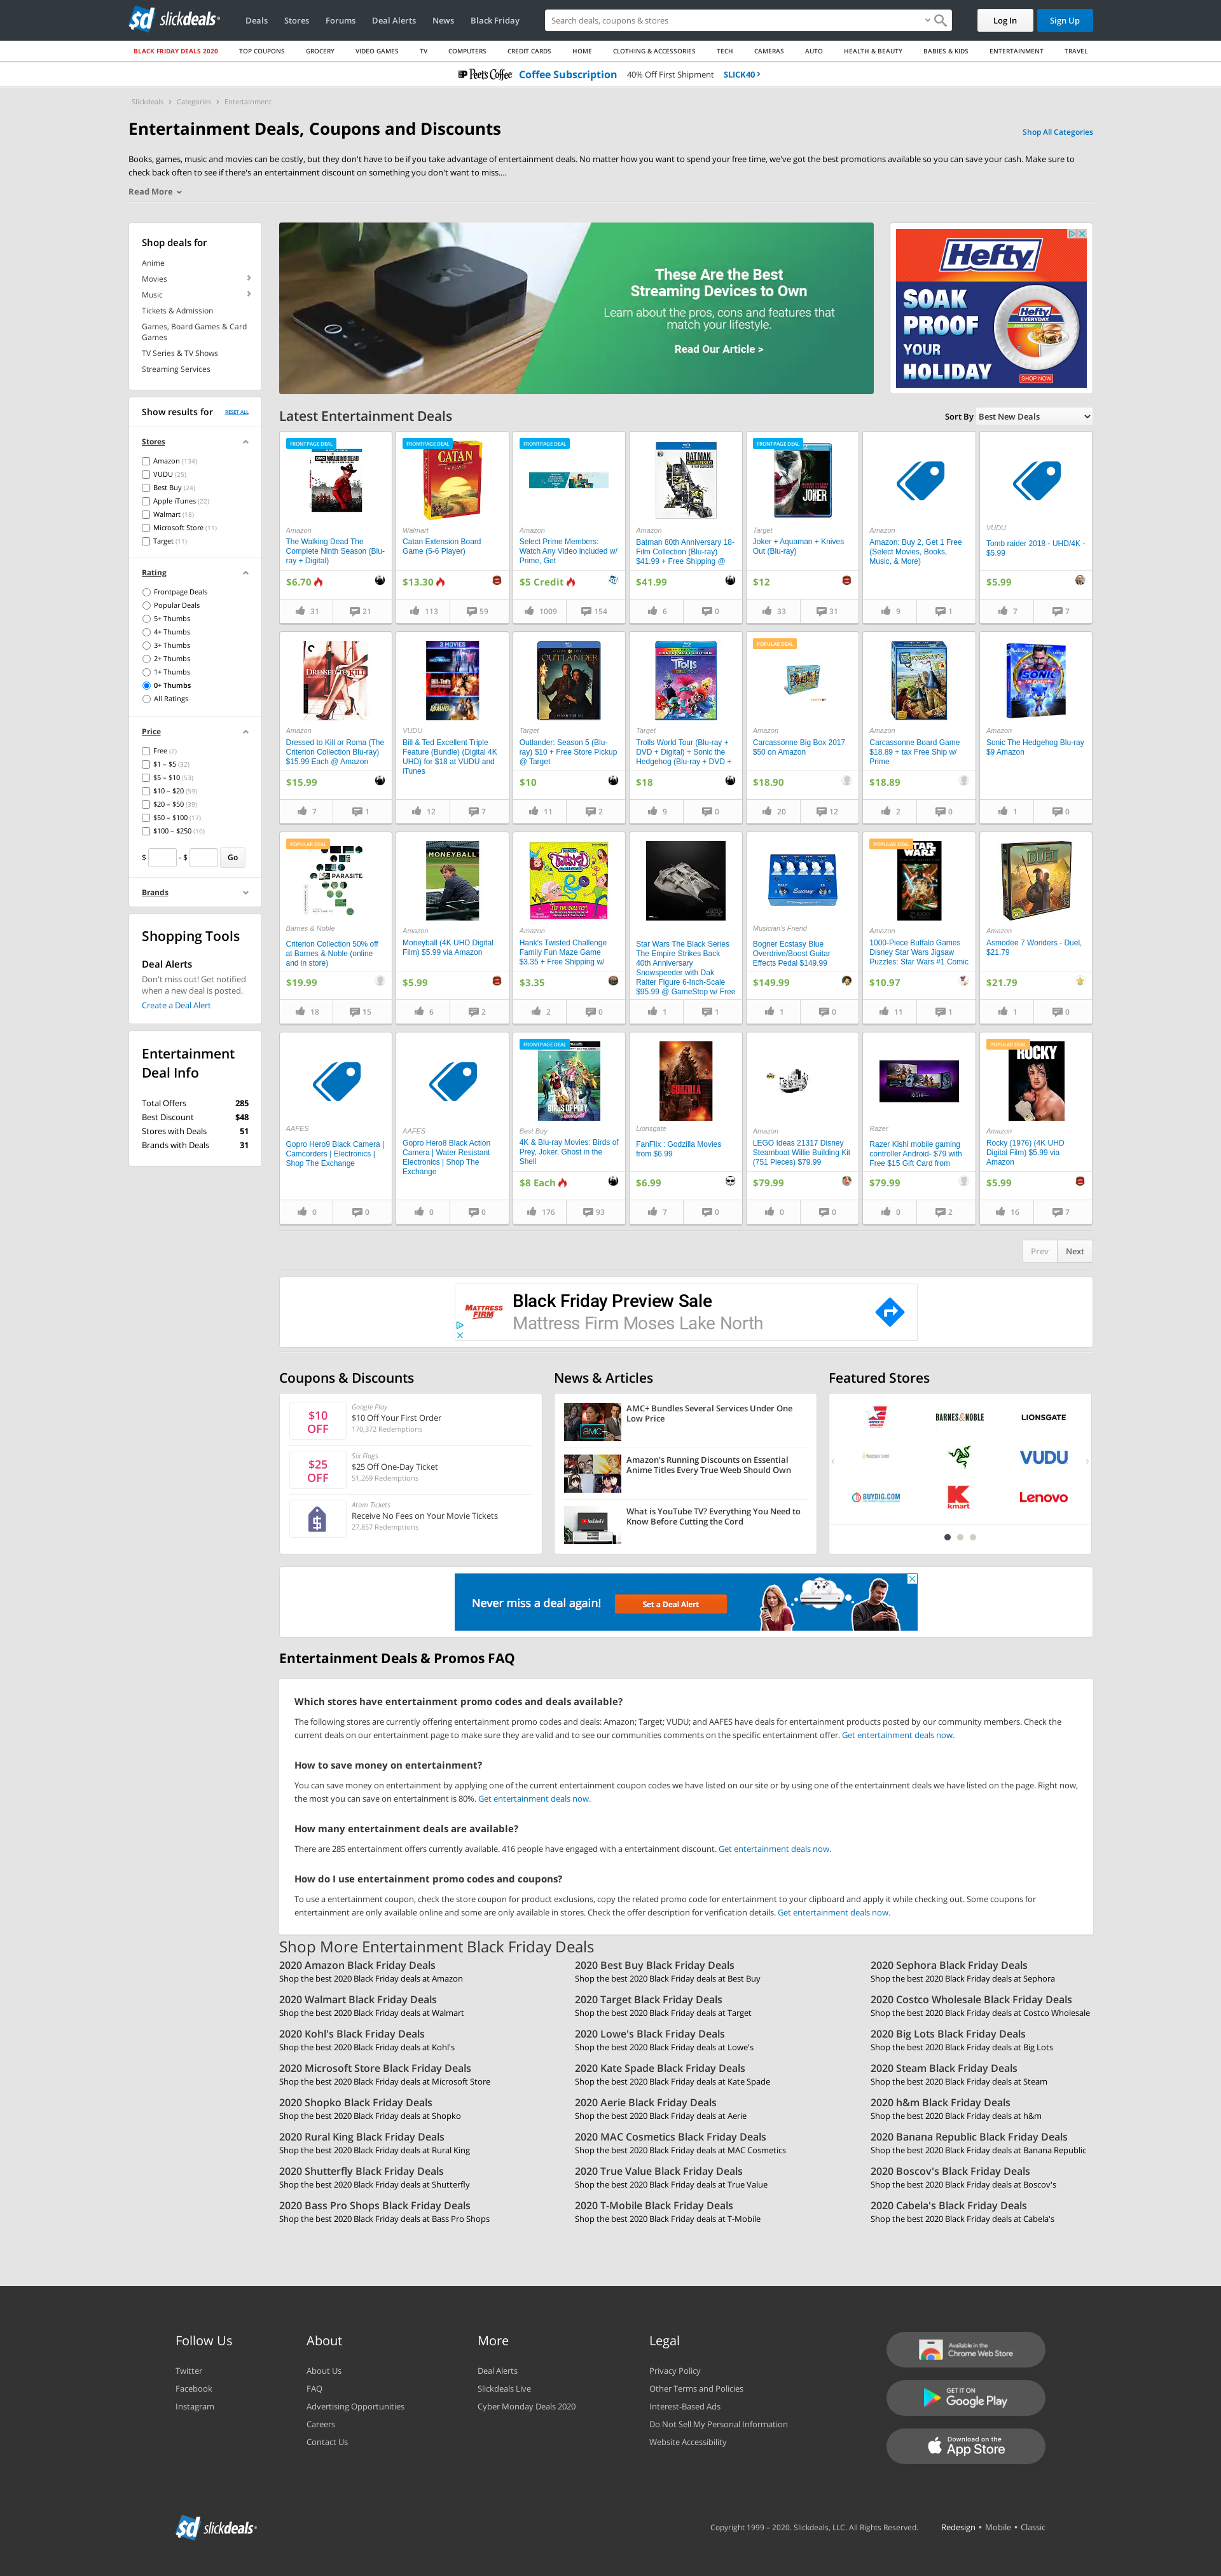 slickdeals
Deals
Stores
Forums
Deal Alerts
News
Black Friday
Search deals, coupons & stores
Log In
Sign Up
BLACK FRIDAY DEALS 2020
TOP COUPONS
GROCERY
VIDEO GAMES
TV
COMPUTERS
CREDIT CARDS
HOME
CLOTHING & ACCESSORIES
TECH
CAMERAS
AUTO
HEALTH & BEAUTY
BABIES & KIDS
ENTERTAINMENT
TRAVEL
Peet's Coffee Coffee Subscription 40% Off First Shipment SLICK40 >
Slickdeals > Categories > Entertainment
Entertainment Deals, Coupons and Discounts
Shop All Categories
Books, games, music and movies can be costly, but they don't have to be if you take advantage of entertainment deals. No matter how you want to spend your free time, we've got the best promotions available so you can save your cash. Make sure to
check back often to see if there's an entertainment discount on something you don't want to miss....
Read More
Shop deals for
Anime
Movies
Music
Tickets & Admission
Games, Board Games & Card
Games
TV Series & TV Shows
Streaming Services
Show results for
RESET ALL
Stores
Amazon (134)
VUDU (25)
Best Buy (24)
Apple iTunes (22)
Walmart (18)
Microsoft Store (11)
Target (11)
Rating
Frontpage Deals
Popular Deals
5+ Thumbs
4+ Thumbs
3+ Thumbs
2+ Thumbs
1+ Thumbs
0+ Thumbs
All Ratings
Price
Free (2)
$1 – $5 (32)
$5 – $10 (53)
$10 – $20 (59)
$20 – $50 (39)
$50 – $100 (17)
$100 – $250 (10)
$ - $ Go
Brands
Shopping Tools
Deal Alerts
Don't miss out! Get notified
when a new deal is posted.
Create a Deal Alert
Entertainment
Deal Info
Total Offers 285
Best Discount $48
Stores with Deals 51
Brands with Deals 31
These Are the Best
Streaming Devices to Own
Learn about the pros, cons and features that
match your lifestyle.
Read Our Article >
Hefty
SOAK
PROOF
YOUR
HOLIDAY
Hefty
EVERYDAY
SHOP NOW
Latest Entertainment Deals
Sort By Best New Deals
FRONTPAGE DEAL
Amazon
The Walking Dead The
Complete Ninth Season (Blu-
ray + Digital)
$6.70
31
21
FRONTPAGE DEAL
CATAN
Walmart
Catan Extension Board
Game (5-6 Player)
$13.30
113
59
FRONTPAGE DEAL
Amazon
Select Prime Members:
Watch Any Video included w/
Prime, Get
$5 Credit
1009
154
BATMAN
Amazon
Batman 80th Anniversary 18-
Film Collection (Blu-ray)
$41.99 + Free Shipping @
$41.99
6
0
FRONTPAGE DEAL
JOKER
Target
Joker + Aquaman + Knives
Out (Blu-ray)
$12
33
31
Amazon
Amazon: Buy 2, Get 1 Free
(Select Movies, Books,
Music, & More)
9
1
VUDU
Tomb raider 2018 - UHD/4K -
$5.99
$5.99
7
7
DRESSED TO KILL
Amazon
Dressed to Kill or Roma (The
Criterion Collection Blu-ray)
$15.99 Each @ Amazon
$15.99
7
1
3 MOVIES
VUDU
Bill & Ted Excellent Triple
Feature (Bundle) (Digital 4K
UHD) for $18 at VUDU and
iTunes
12
7
OUTLANDER
Target
Outlander: Season 5 (Blu-
ray) $10 + Free Store Pickup
@ Target
$10
11
2
Trolls
Target
Trolls World Tour (Blu-ray +
DVD + Digital) + Sonic the
Hedgehog (Blu-ray + DVD +
$18
9
0
POPULAR DEAL
Amazon
Carcassonne Big Box 2017
$50 on Amazon
$18.90
20
12
Amazon
Carcassonne Board Game
$18.89 + tax Free Ship w/
Prime
$18.89
2
0
SONIC
Amazon
Sonic The Hedgehog Blu-ray
$9 Amazon
1
0
POPULAR DEAL
PARASITE
Barnes & Noble
Criterion Collection 50% off
at Barnes & Noble (online
and in store)
$19.99
18
15
MONEYBALL
Amazon
Moneyball (4K UHD Digital
Film) $5.99 via Amazon
$5.99
6
2
Twisted
Amazon
Hank's Twisted Challenge
Family Fun Maze Game
$3.35 + Free Shipping w/
$3.35
2
0
Star Wars The Black Series
The Empire Strikes Back
40th Anniversary
Snowspeeder with Dak
Ralter Figure 6-Inch-Scale
$95.99 @ GameStop w/ Free
1
1
Ecstasy
Musician's Friend
Bogner Ecstasy Blue
Overdrive/Boost Guitar
Effects Pedal $149.99
$149.99
1
0
POPULAR DEAL
STAR WARS
Amazon
1000-Piece Buffalo Games
Disney Star Wars Jigsaw
Puzzles: Star Wars #1 Comic
$10.97
11
1
DUEL
Amazon
Asmodee 7 Wonders - Duel,
$21.79
$21.79
1
0
AAFES
Gopro Hero9 Black Camera |
Camcorders | Electronics |
Shop The Exchange
0
0
AAFES
Gopro Hero8 Black Action
Camera | Water Resistant
Electronics | Shop The
Exchange
0
0
FRONTPAGE DEAL
BIRDS OF PREY
Best Buy
4K & Blu-ray Movies: Birds of
Prey, Joker, Ghost in the
Shell
$8 Each
176
93
GODZILLA
Lionsgate
FanFlix : Godzilla Movies
from $6.99
$6.99
7
0
Amazon
LEGO Ideas 21317 Disney
Steamboat Willie Building Kit
(751 Pieces) $79.99
$79.99
0
0
KISHI
Razer
Razer Kishi mobile gaming
controller Android- $79 with
Free $15 Gift Card from
$79.99
0
2
POPULAR DEAL
ROCKY
Amazon
Rocky (1976) (4K UHD
Digital Film) $5.99 via
Amazon
$5.99
16
7
Prev
Next
MATTRESS FIRM
Black Friday Preview Sale
Mattress Firm Moses Lake North
Coupons & Discounts
$10
OFF
Google Play
$10 Off Your First Order
170,372 Redemptions
$25
OFF
Six Flags
$25 Off One-Day Ticket
51,269 Redemptions
Atom Tickets
Receive No Fees on Your Movie Tickets
27,857 Redemptions
News & Articles
AMC+ Bundles Several Services Under One
Low Price
Amazon's Running Discounts on Essential
Anime Titles Every True Weeb Should Own
What is YouTube TV? Everything You Need to
Know Before Cutting the Cord
Featured Stores
BARNES&NOBLE
LIONSGATE
VUDU
BUYDIG.COM
kmart
Lenovo
Never miss a deal again!
Set a Deal Alert
Entertainment Deals & Promos FAQ
Which stores have entertainment promo codes and deals available?
The following stores are currently offering entertainment promo codes and deals: Amazon; Target; VUDU; and AAFES have deals for entertainment products posted by our community members. Check the
current deals on our entertainment page to make sure they are valid and to see our communities comments on the specific entertainment offer. Get entertainment deals now.
How to save money on entertainment?
You can save money on entertainment by applying one of the current entertainment coupon codes we have listed on our site or by using one of the entertainment deals we have listed on the page. Right now,
the most you can save on entertainment is 80%. Get entertainment deals now.
How many entertainment deals are available?
There are 285 entertainment offers currently available. 416 people have engaged with a entertainment discount. Get entertainment deals now.
How do I use entertainment promo codes and coupons?
To use a entertainment coupon, check the store coupon for product exclusions, copy the related promo code for entertainment to your clipboard and apply it while checking out. Some coupons for
entertainment are only available online and some are only available in stores. Check the offer description for verification details. Get entertainment deals now.
Shop More Entertainment Black Friday Deals
2020 Amazon Black Friday Deals
Shop the best 2020 Black Friday deals at Amazon
2020 Best Buy Black Friday Deals
Shop the best 2020 Black Friday deals at Best Buy
2020 Sephora Black Friday Deals
Shop the best 2020 Black Friday deals at Sephora
2020 Walmart Black Friday Deals
Shop the best 2020 Black Friday deals at Walmart
2020 Target Black Friday Deals
Shop the best 2020 Black Friday deals at Target
2020 Costco Wholesale Black Friday Deals
Shop the best 2020 Black Friday deals at Costco Wholesale
2020 Kohl's Black Friday Deals
Shop the best 2020 Black Friday deals at Kohl's
2020 Lowe's Black Friday Deals
Shop the best 2020 Black Friday deals at Lowe's
2020 Big Lots Black Friday Deals
Shop the best 2020 Black Friday deals at Big Lots
2020 Microsoft Store Black Friday Deals
Shop the best 2020 Black Friday deals at Microsoft Store
2020 Kate Spade Black Friday Deals
Shop the best 2020 Black Friday deals at Kate Spade
2020 Steam Black Friday Deals
Shop the best 2020 Black Friday deals at Steam
2020 Shopko Black Friday Deals
Shop the best 2020 Black Friday deals at Shopko
2020 Aerie Black Friday Deals
Shop the best 2020 Black Friday deals at Aerie
2020 h&m Black Friday Deals
Shop the best 2020 Black Friday deals at h&m
2020 Rural King Black Friday Deals
Shop the best 2020 Black Friday deals at Rural King
2020 MAC Cosmetics Black Friday Deals
Shop the best 2020 Black Friday deals at MAC Cosmetics
2020 Banana Republic Black Friday Deals
Shop the best 2020 Black Friday deals at Banana Republic
2020 Shutterfly Black Friday Deals
Shop the best 2020 Black Friday deals at Shutterfly
2020 True Value Black Friday Deals
Shop the best 2020 Black Friday deals at True Value
2020 Boscov's Black Friday Deals
Shop the best 2020 Black Friday deals at Boscov's
2020 Bass Pro Shops Black Friday Deals
Shop the best 2020 Black Friday deals at Bass Pro Shops
2020 T-Mobile Black Friday Deals
Shop the best 2020 Black Friday deals at T-Mobile
2020 Cabela's Black Friday Deals
Shop the best 2020 Black Friday deals at Cabela's
Follow Us
Twitter
Facebook
Instagram
About
About Us
FAQ
Advertising Opportunities
Careers
Contact Us
More
Deal Alerts
Slickdeals Live
Cyber Monday Deals 2020
Legal
Privacy Policy
Other Terms and Policies
Interest-Based Ads
Do Not Sell My Personal Information
Website Accessibility
Available in the
Chrome Web Store
GET IT ON
Google Play
Download on the
App Store
slickdeals
Copyright 1999 – 2020. Slickdeals, LLC. All Rights Reserved.
Redesign • Mobile • Classic